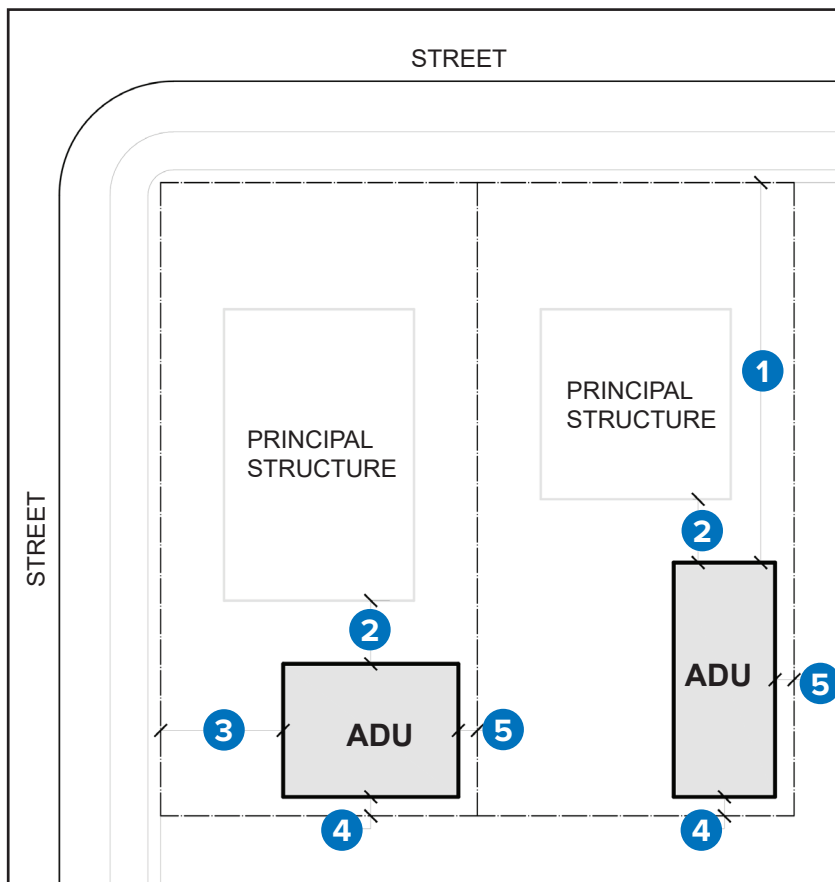 STREET
STREET
1
PRINCIPAL
STRUCTURE
PRINCIPAL
STRUCTURE
2
2
ADU
5
3
ADU
5
4
4